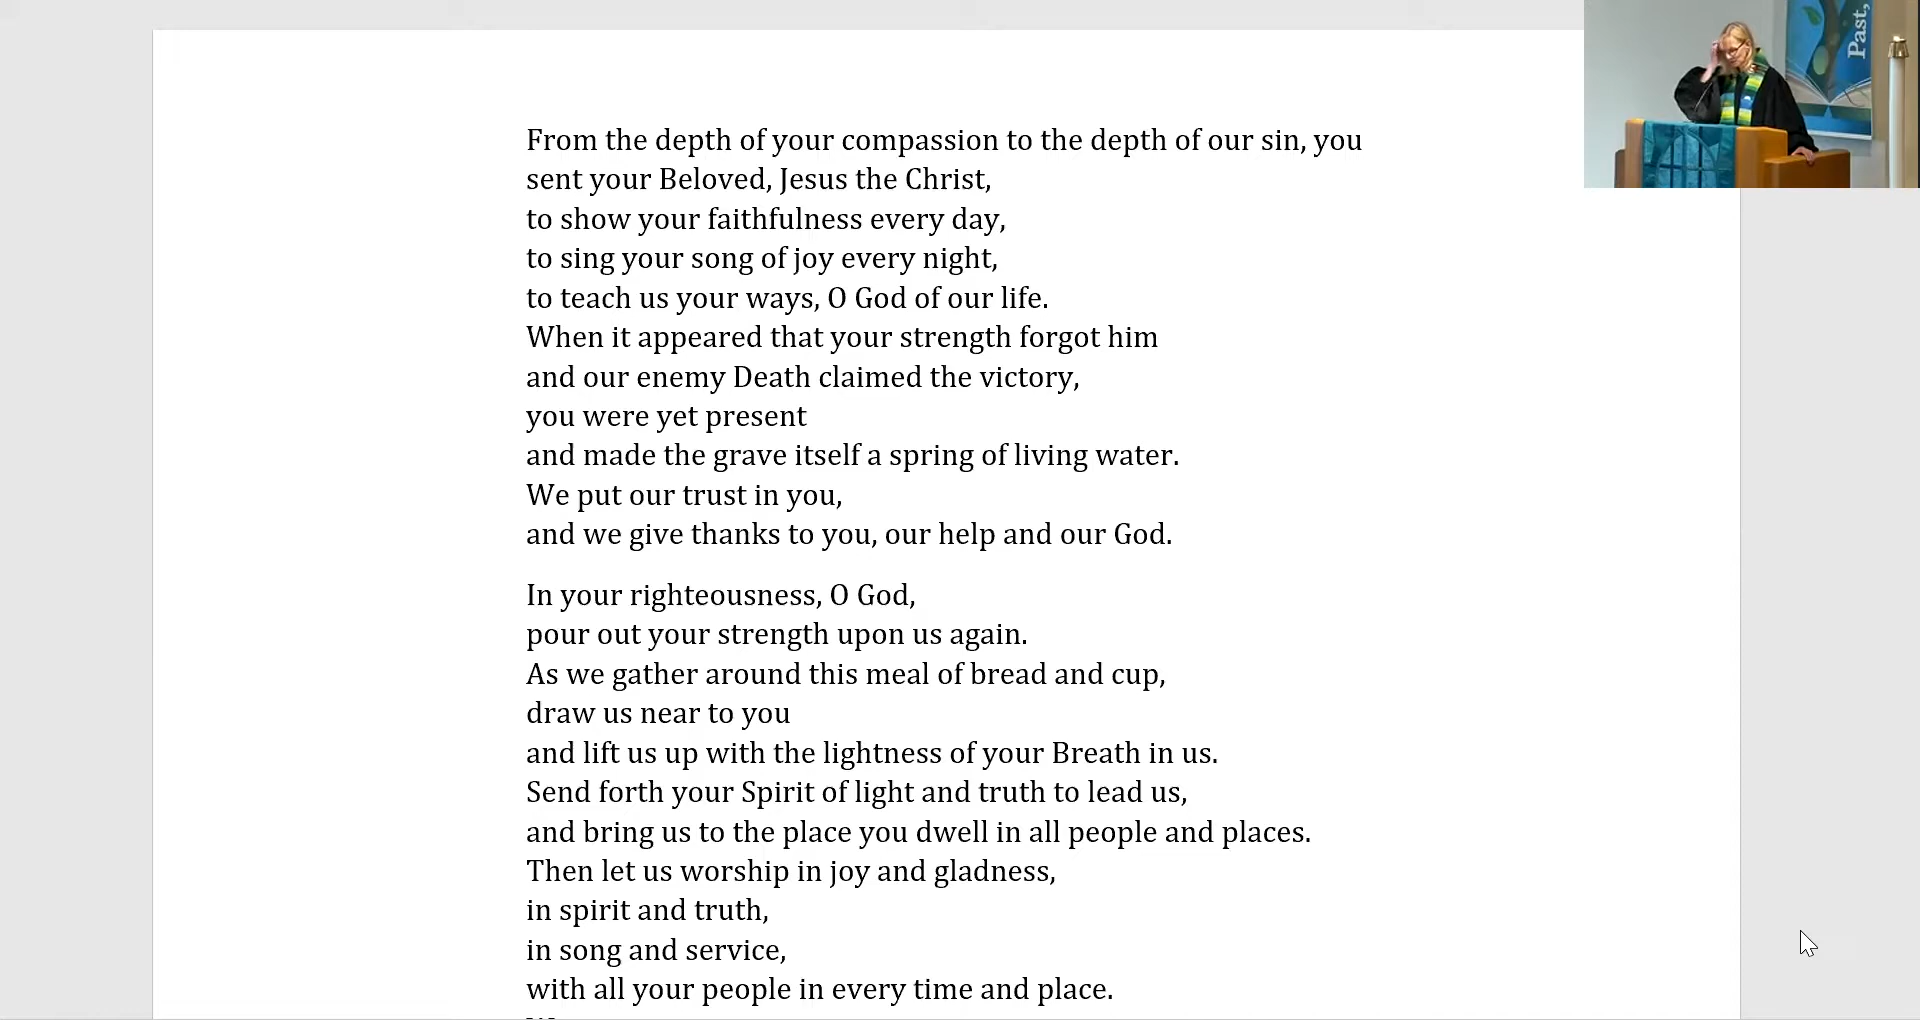 From the depth of your compassion to the depth of our sin, you
sent your Beloved, Jesus the Christ,
to show your faithfulness every day,
to sing your song of joy every night,
to teach us your ways, O God of our life.
When it appeared that your strength forgot him
and our enemy Death claimed the victory,
you were yet present
and made the grave itself a spring of living water.
We put our trust in you,
and we give thanks to you, our help and our God.
In your righteousness, O God,
pour out your strength upon us again.
As we gather around this meal of bread and cup,
draw us near to you
and lift us up with the lightness of your Breath in us.
Send forth your Spirit of light and truth to lead us,
and bring us to the place you dwell in all people and places.
Then let us worship in joy and gladness,
in spirit and truth,
in song and service,
with all your people in every time and place.
Past,